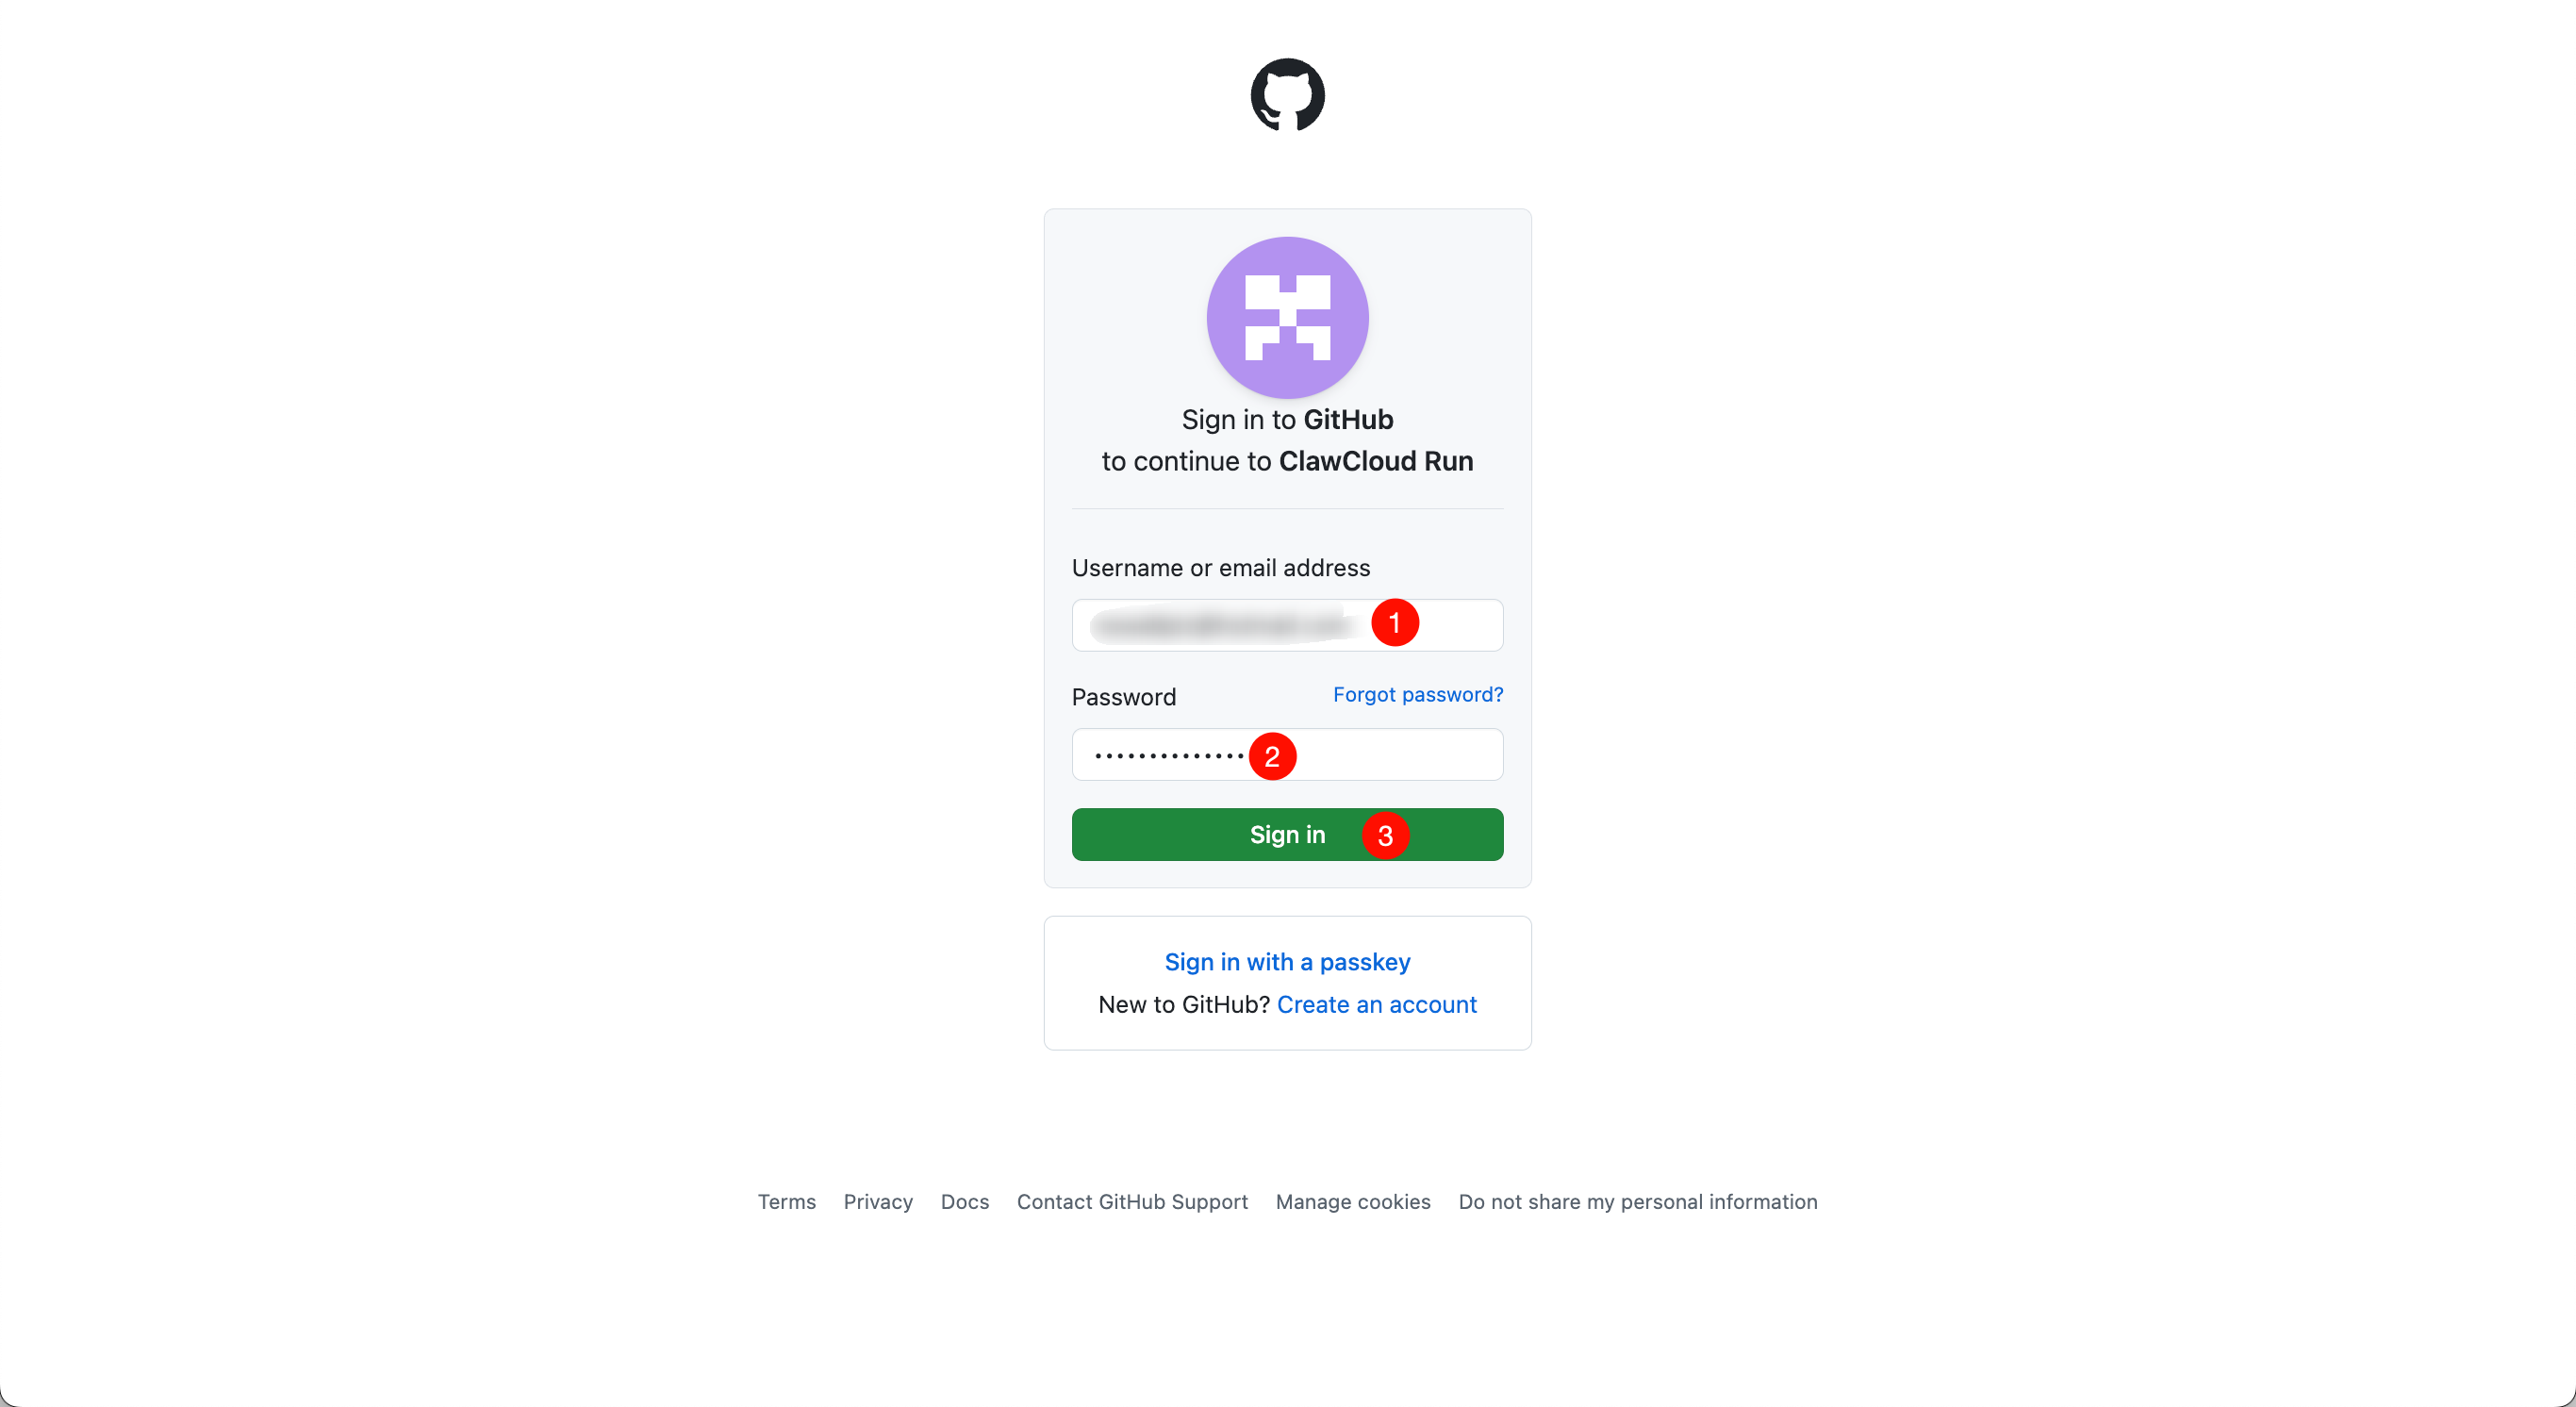 Sign in to GitHub
to continue to ClawCloud Run
Username or email address
1
Password Forgot password?
2
Sign in 3
Sign in with a passkey
New to GitHub? Create an account
Terms Privacy Docs Contact GitHub Support Manage cookies Do not share my personal information